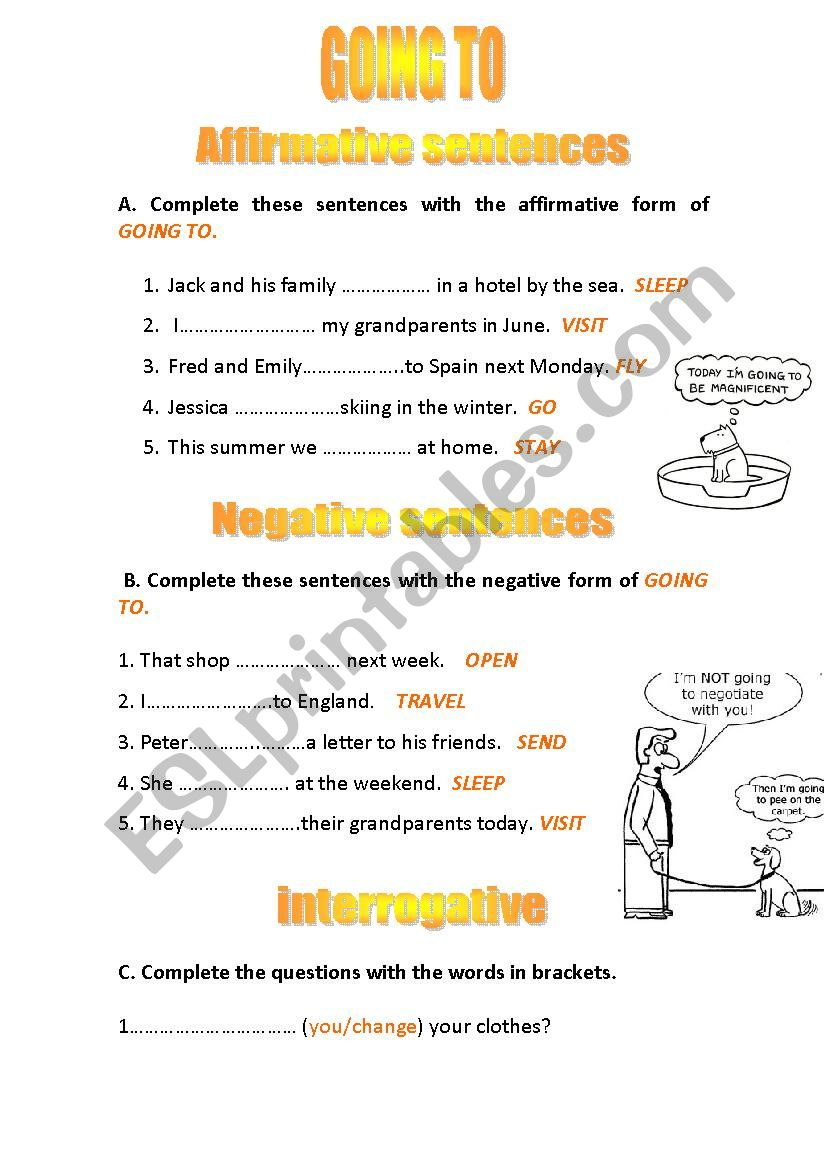 GOING TO
Affirmative sentences
A. Complete these sentences with the affirmative form of
GOING TO.
1. Jack and his family ……………… in a hotel by the sea. SLEEP
2. I……………………… my grandparents in June. VISIT
3. Fred and Emily………………..to Spain next Monday. FLY
4. Jessica …………………skiing in the winter. GO
5. This summer we ……………… at home. STAY
TODAY I'M GOING TO
BE MAGNIFICENT
Negative sentences
B. Complete these sentences with the negative form of GOING
TO.
1. That shop ………………… next week. OPEN
2. I…………………….to England. TRAVEL
3. Peter…………..………a letter to his friends. SEND
4. She …………………. at the weekend. SLEEP
5. They ………………….their grandparents today. VISIT
I'm NOT going
to negotiate
with you!
Then I'm going
to pee on the
carpet.
interrogative
C. Complete the questions with the words in brackets.
1…………………………… (you/change) your clothes?
ESLprintables.com